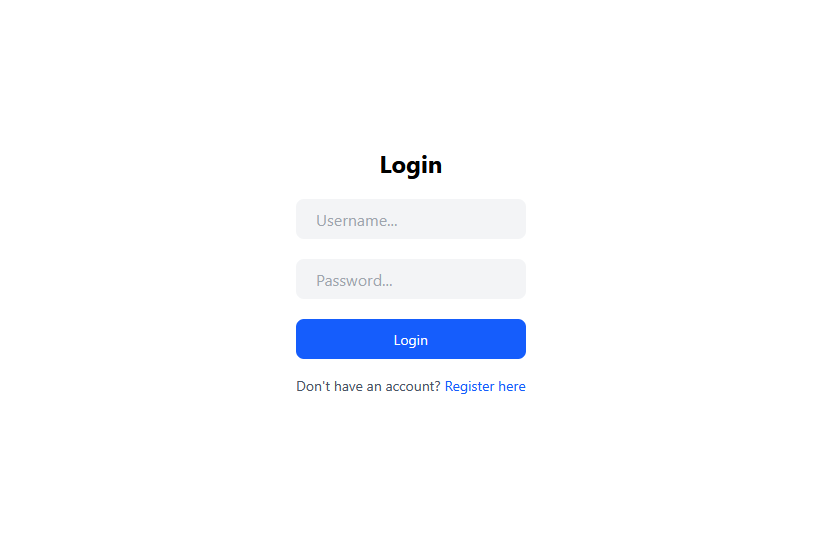 Login
Username...
Password...
Login
Don't have an account? Register here